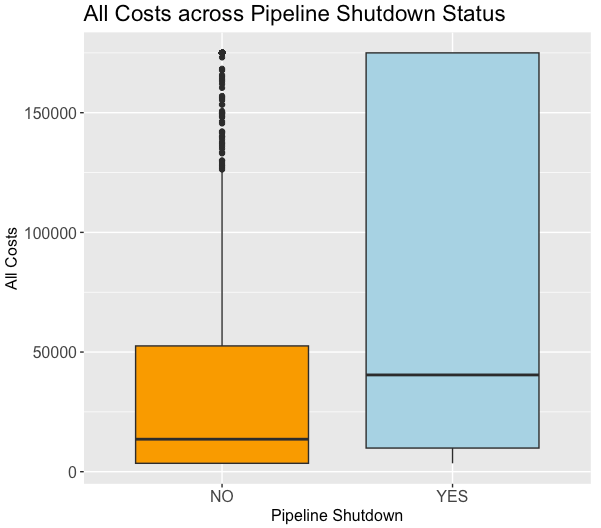 All Costs across Pipeline Shutdown Status
All Costs
150000
100000
50000
0
NO
YES
Pipeline Shutdown